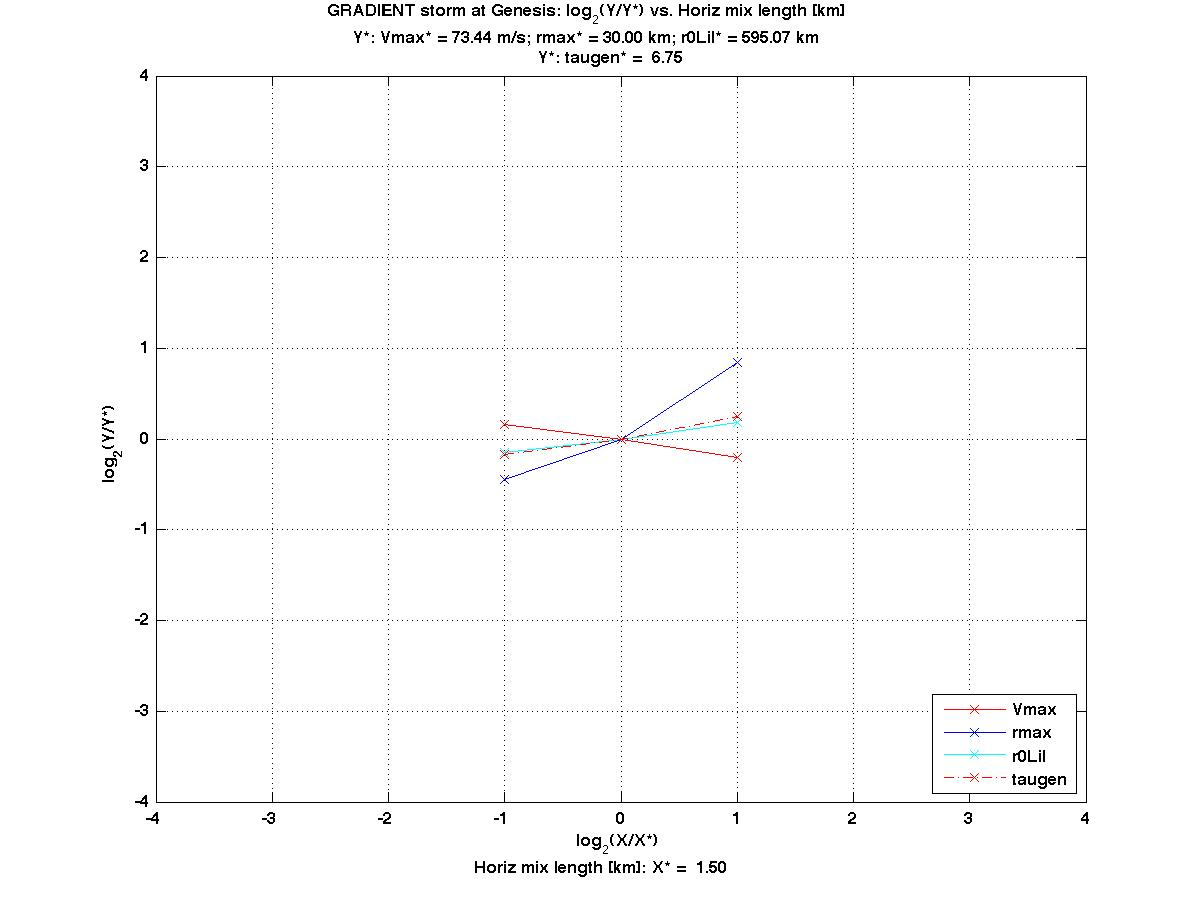 GRADIENT storm at Genesis: log2(Y/Y*) vs. Horiz mix length [km]
Y*: Vmax* = 73.44 m/s; rmax* = 30.00 km; r0Lil* = 595.07 km
Y*: taugen* = 6.75
4
3
2
1
0
-1
-2
-3
-4
log2(Y/Y*)
Vmax
rmax
r0Lil
taugen
-4 -3 -2 -1 0 1 2 3 4
log2(X/X*)
Horiz mix length [km]: X* = 1.50